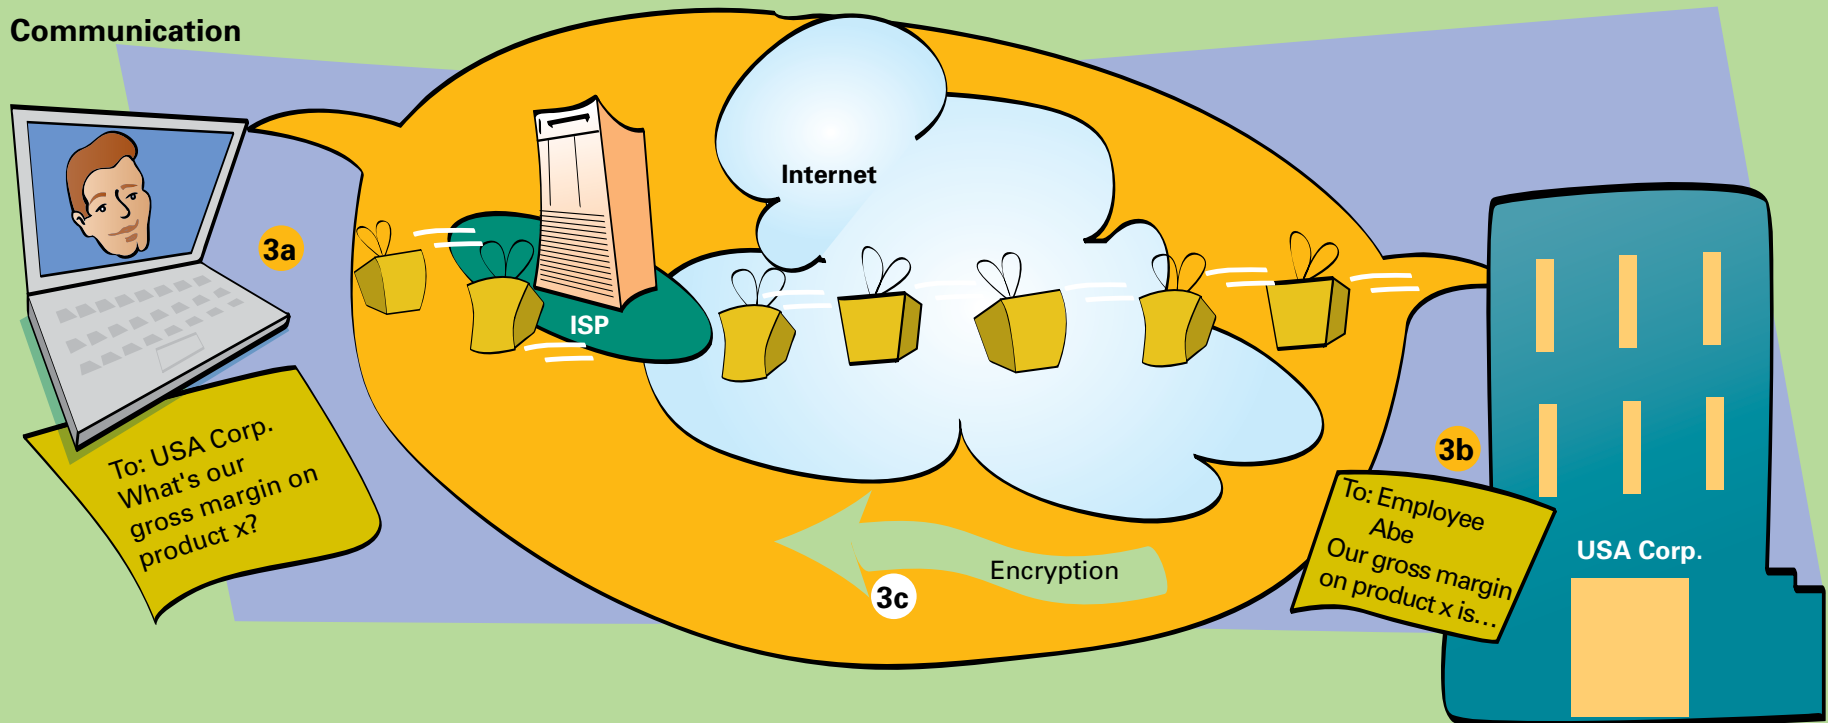 Communication
Internet
3a
ISP
To: USA Corp.
What's our
gross margin on
product x?
3b
To: Employee
Abe
Our gross margin
on product x is...
USA Corp.
Encryption
3c